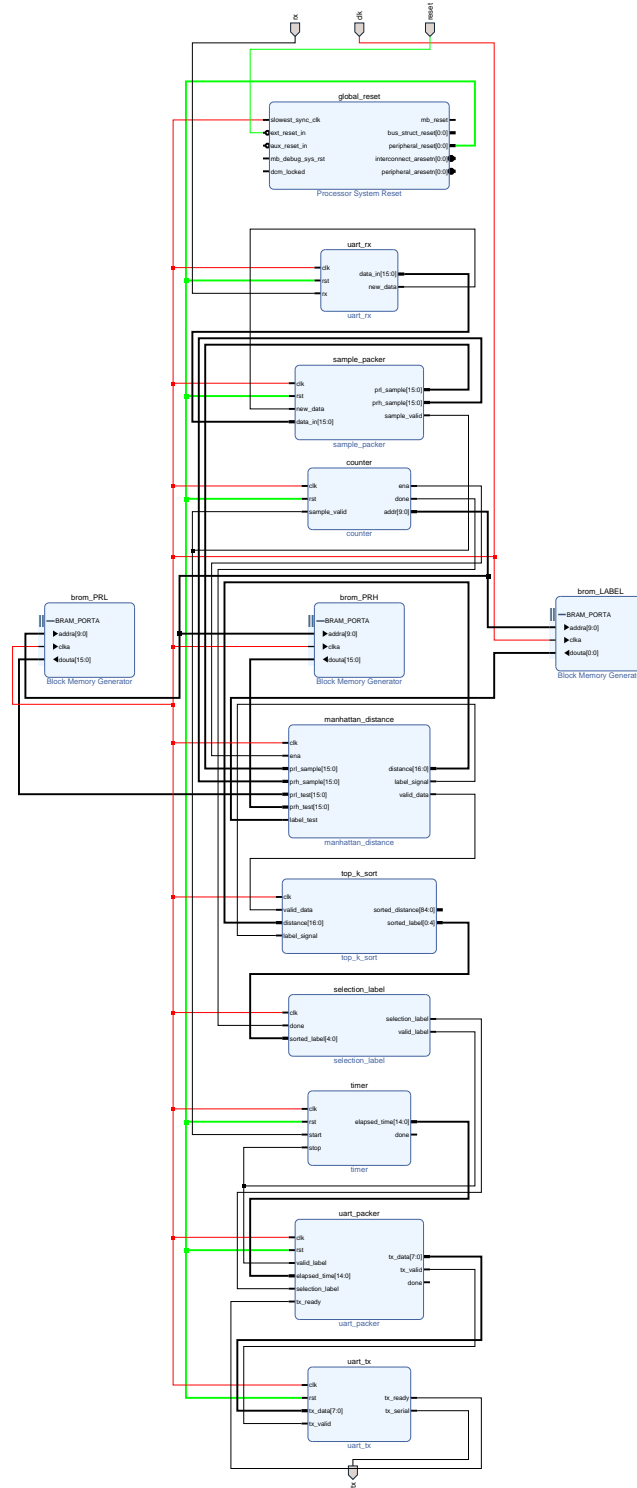 rx
clk
reset
global_reset
slowest_sync_clk
mb_reset
ext_reset_in
bus_struct_reset[0:0]
aux_reset_in
peripheral_reset[0:0]
mb_debug_sys_rst
interconnect_aresetn[0:0]
dcm_locked
peripheral_aresetn[0:0]
Processor System Reset
uart_rx
clk
data_in[15:0]
rst
new_data
rx
uart_rx
sample_packer
clk
prl_sample[15:0]
rst
prh_sample[15:0]
new_data
sample_valid
data_in[15:0]
sample_packer
counter
clk
ena
rst
done
sample_valid
addr[9:0]
counter
brom_PRL
BRAM_PORTA
addra[9:0]
clka
douta[15:0]
Block Memory Generator
brom_PRH
BRAM_PORTA
addra[9:0]
clka
douta[15:0]
Block Memory Generator
brom_LABEL
BRAM_PORTA
addra[9:0]
clka
douta[0:0]
Block Memory Generat
manhattan_distance
clk
ena
prl_sample[15:0]
distance[16:0]
prh_sample[15:0]
label_signal
prl_test[15:0]
valid_data
prh_test[15:0]
label_test
manhattan_distance
top_k_sort
clk
valid_data
sorted_distance[84:0]
distance[16:0]
sorted_label[0:4]
label_signal
top_k_sort
selection_label
clk
selection_label
done
valid_label
sorted_label[4:0]
selection_label
timer
clk
rst
elapsed_time[14:0]
start
done
stop
timer
uart_packer
clk
rst
tx_data[7:0]
valid_label
tx_valid
elapsed_time[14:0]
done
selection_label
tx_ready
uart_packer
uart_tx
clk
rst
tx_ready
tx_data[7:0]
tx_serial
tx_valid
uart_tx
tx